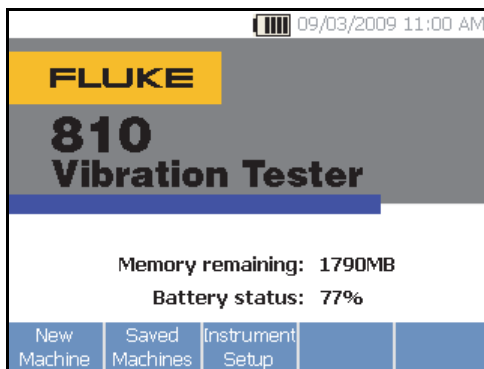 09/03/2009 11:00 AM
FLUKE
810
Vibration Tester
Memory remaining: 1790MB
Battery status: 77%
New Machine
Saved Machines
Instrument Setup